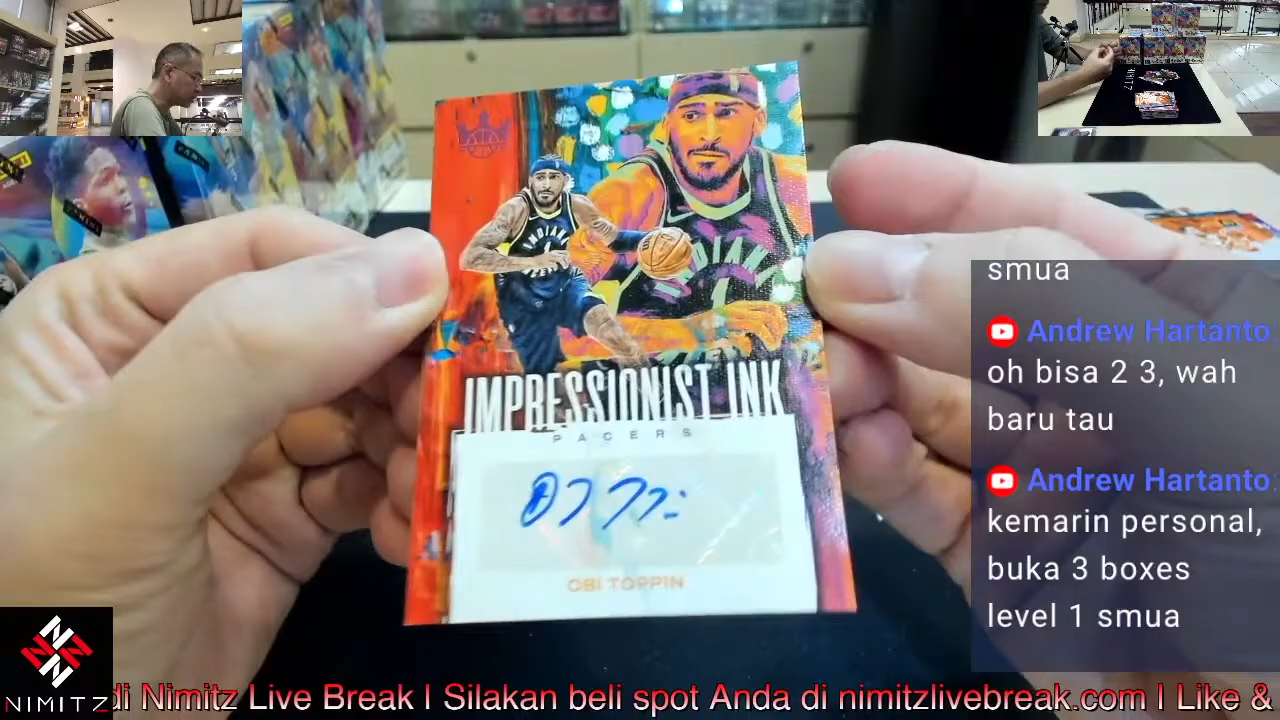 INDIANA
INDIANA
IMPRESSIONIST INK
PACERS
OBI TOPPIN
smua
Andrew Hartanto
oh bisa 2 3, wah
baru tau
Andrew Hartanto
kemarin personal,
buka 3 boxes
level 1 smua
NIMITZ
di Nimitz Live Break I Silakan beli spot Anda di nimitzlivebreak.com I Like &